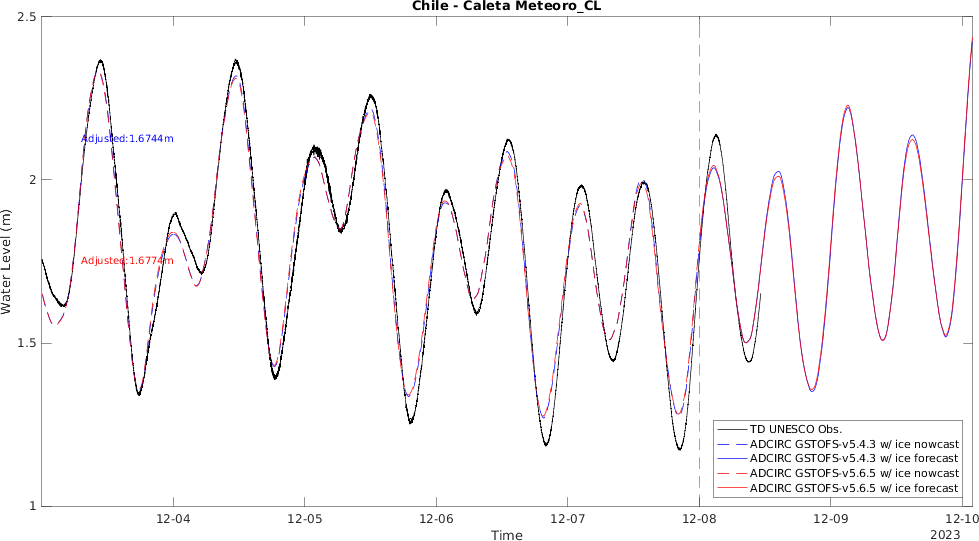 Chile - Caleta Meteoro_CL
2.5
2
1.5
1
Water Level (m)
Adjusted:1.6744m
Adjusted:1.6774m
TD UNESCO Obs.
ADCIRC GSTOFS-v5.4.3 w/ ice nowcast
ADCIRC GSTOFS-v5.4.3 w/ ice forecast
ADCIRC GSTOFS-v5.6.5 w/ ice nowcast
ADCIRC GSTOFS-v5.6.5 w/ ice forecast
12-04 12-05 12-06 12-07 12-08 12-09 12-10
Time
2023